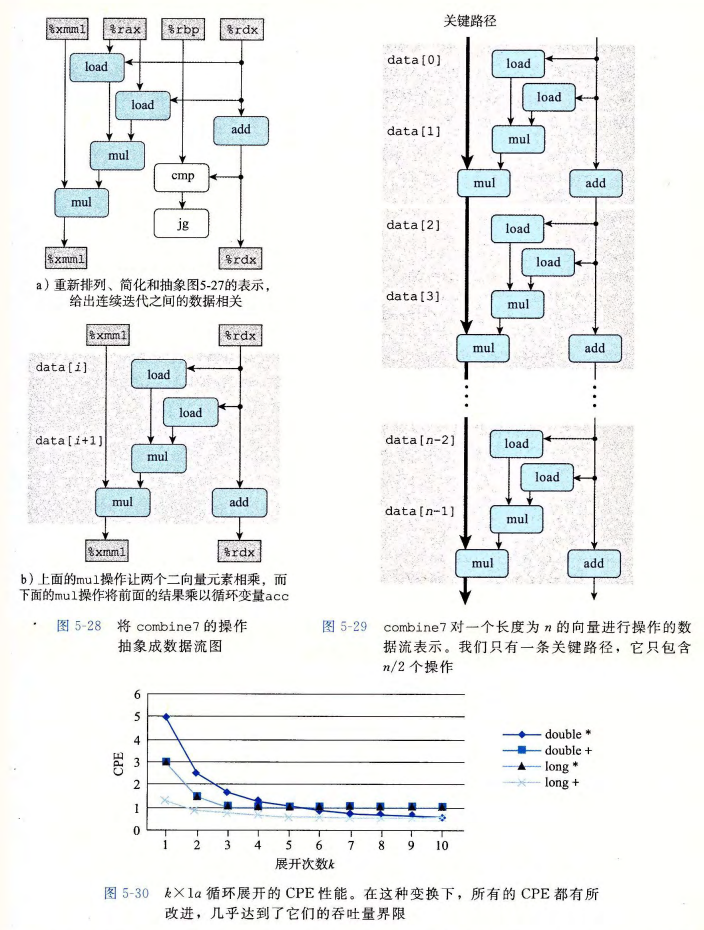 %xmm1 %rax %rbp %rdx
load
load
add
mul
cmp
mul
jg
%xmm1 %rdx
a）重新排列、简化和抽象图5-27的表示，
给出连续迭代之间的数据相关
%xmm1 %rdx
data[i]
load
load
data[i+1]
mul
mul add
%xmm1 %rdx
b）上面的mul操作让两个二向量元素相乘，而
下面的mul操作将前面的结果乘以循环变量acc
图 5-28 将 combine7 的操作
抽象成数据流图
关键路径
data[0]
load
load
data[1]
mul
mul add
data[2]
load
load
data[3]
mul
mul add
data[n-2]
load
load
data[n-1]
mul
mul add
图 5-29 combine7 对一个长度为 n 的向量进行操作的数
据流表示。我们只有一条关键路径，它只包含
n/2 个操作
6
5
4
3
2
1
0
CPE
1 2 3 4 5 6 7 8 9 10
展开次数k
double *
double +
long *
long +
图 5-30 k×1a 循环展开的 CPE 性能。在这种变换下，所有的 CPE 都有所
改进，几乎达到了它们的吞吐量界限